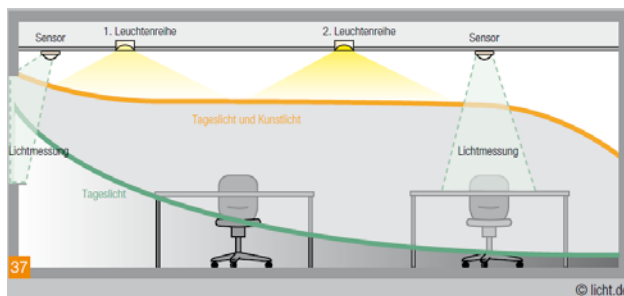 Sensor
1. Leuchtenreihe
2. Leuchtenreihe
Sensor
Tageslicht und Kunstlicht
Lichtmessung
Lichtmessung
Tageslicht
37
© licht.de